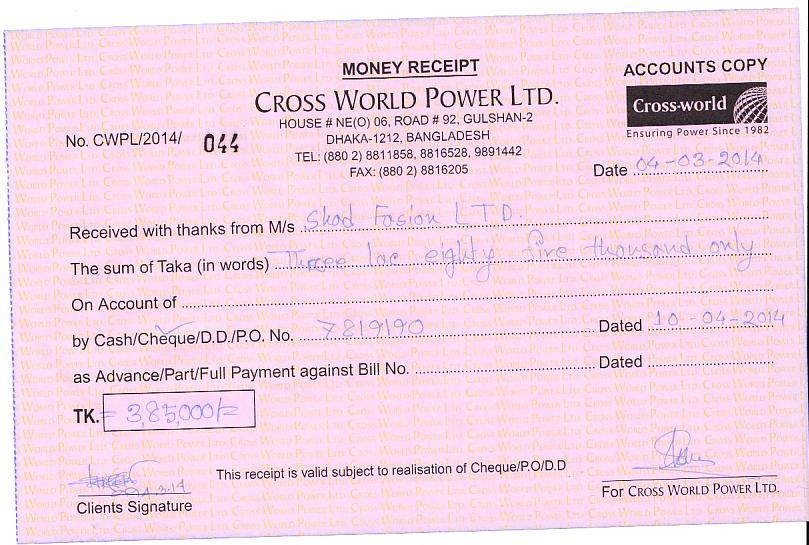 MONEY RECEIPT
ACCOUNTS COPY
CROSS WORLD POWER LTD.
Cross-world
Ensuring Power Since 1982
HOUSE # NE(O) 06, ROAD # 92, GULSHAN-2
DHAKA-1212, BANGLADESH
TEL: (880 2) 8811858, 8816528, 9891442
FAX: (880 2) 8816205
No. CWPL/2014/ 044
Date 04-03-2014
Received with thanks from M/s Skod Fasion LTD.
The sum of Taka (in words) Three lac eighty five thousand only
On Account of
by Cash/Cheque/D.D./P.O. No. 7819190 Dated 10-04-2014
as Advance/Part/Full Payment against Bill No. Dated
TK. = 3,85,000/=
This receipt is valid subject to realisation of Cheque/P.O/D.D
Clients Signature
For CROSS WORLD POWER LTD.